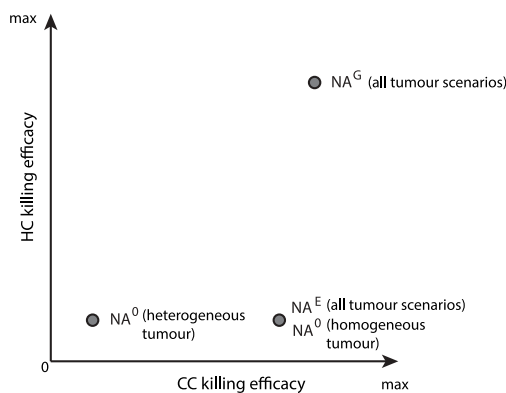 max
NA^G (all tumour scenarios)
HC killing efficacy
NA^E (all tumour scenarios)
NA^0 (heterogeneous
tumour)
NA^0 (homogeneous
tumour)
0
CC killing efficacy
max